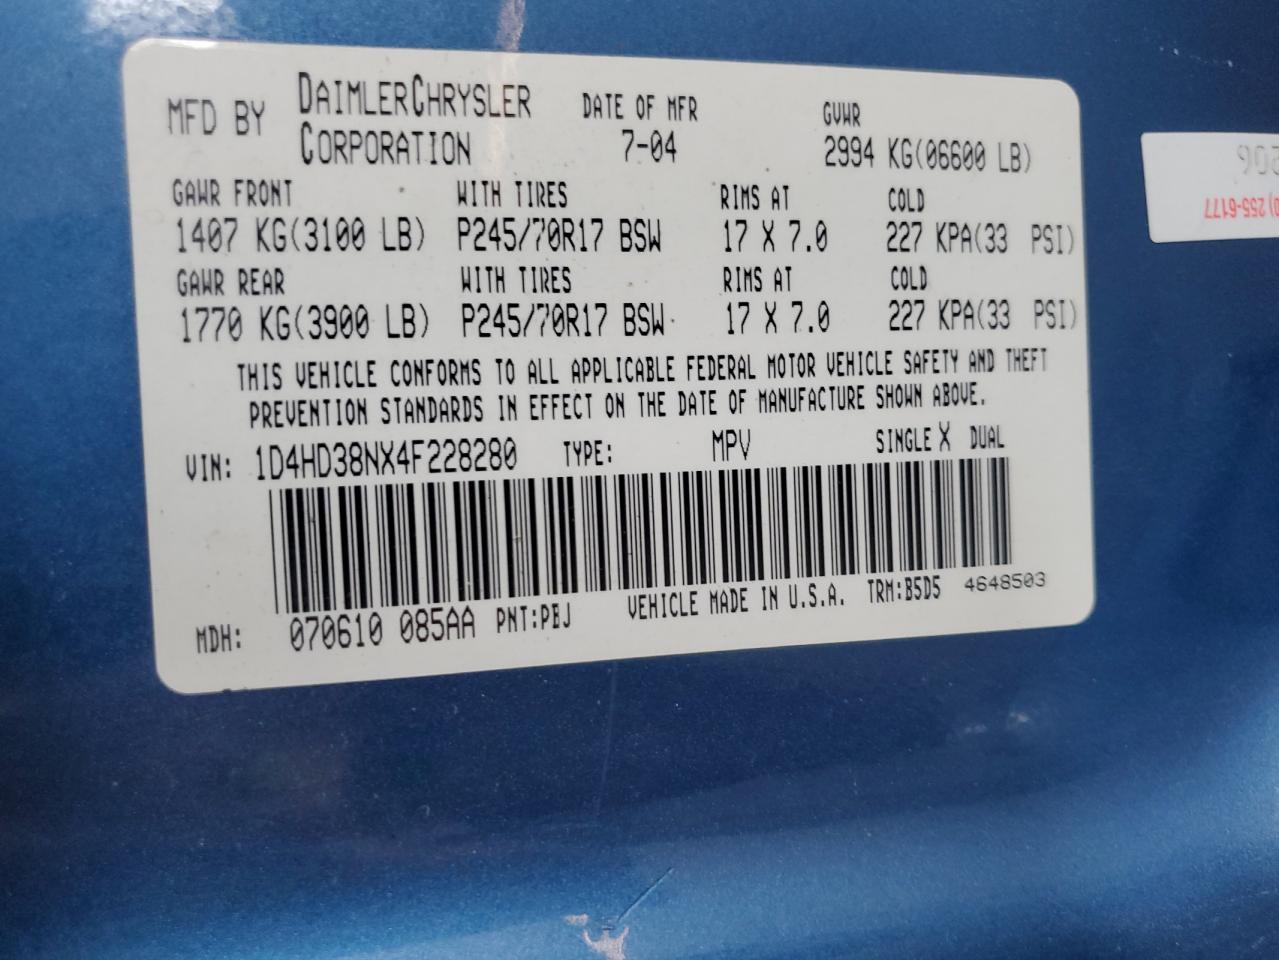 MFD BY DAIMLERCHRYSLER CORPORATION
DATE OF MFR 7-04
GVWR 2994 KG(06600 LB)
GAWR FRONT WITH TIRES RIMS AT COLD
1407 KG(3100 LB) P245/70R17 BSW 17 X 7.0 227 KPA(33 PSI)
GAWR REAR WITH TIRES RIMS AT COLD
1770 KG(3900 LB) P245/70R17 BSW 17 X 7.0 227 KPA(33 PSI)
THIS VEHICLE CONFORMS TO ALL APPLICABLE FEDERAL MOTOR VEHICLE SAFETY AND THEFT
PREVENTION STANDARDS IN EFFECT ON THE DATE OF MANUFACTURE SHOWN ABOVE.
VIN: 1D4HD38NX4F228280 TYPE: MPV SINGLE X DUAL
MDH: 070610 085AA PNT:PBJ VEHICLE MADE IN U.S.A. TRM:B5D5 4648503
255-6177